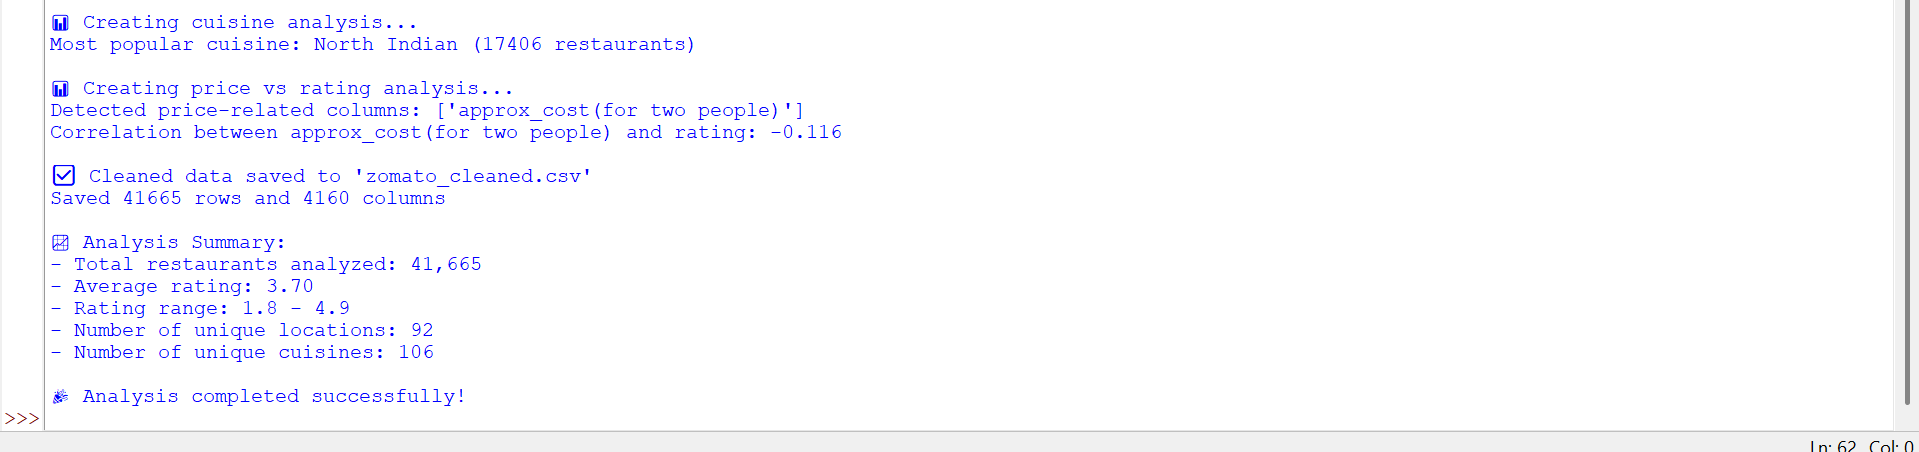 📊 Creating cuisine analysis...
Most popular cuisine: North Indian (17406 restaurants)
📊 Creating price vs rating analysis...
Detected price-related columns: ['approx_cost(for two people)']
Correlation between approx_cost(for two people) and rating: -0.116
✅ Cleaned data saved to 'zomato_cleaned.csv'
Saved 41665 rows and 4160 columns
📈 Analysis Summary:
- Total restaurants analyzed: 41,665
- Average rating: 3.70
- Rating range: 1.8 - 4.9
- Number of unique locations: 92
- Number of unique cuisines: 106
🎉 Analysis completed successfully!
>>>
Ln: 62 Col: 0